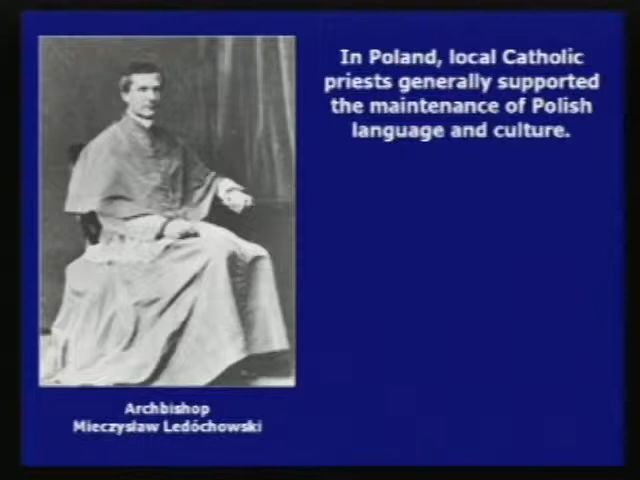 In Poland, local Catholic
priests generally supported
the maintenance of Polish
language and culture.
Archbishop
Mieczysław Ledóchowski